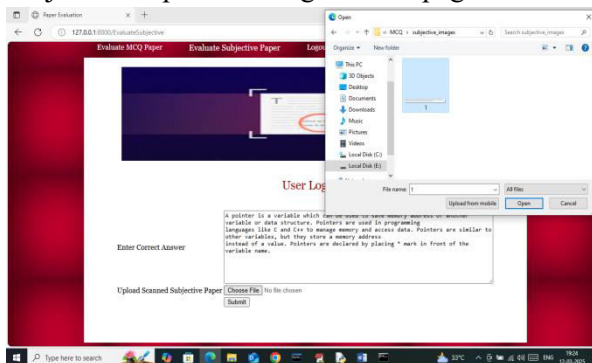 Paper Evaluation
127.0.0.1:8000/EvaluateSubjective
Evaluate MCQ Paper Evaluate Subjective Paper Logou
User Log
Enter Correct Answer
A pointer is a variable which can be used to save memory address of another
variable or data structure. Pointers are used in programming
languages like C and C++ to manage memory and access data. Pointers are similar to
other variables, but they store a memory address
instead of a value. Pointers are declared by placing * mark in front of the
variable name.
Upload Scanned Subjective Paper Choose File No file chosen
Submit
Open
MCQ > subjective_images
Search subjective_images
Organize New folder
This PC
3D Objects
Desktop
Documents
Downloads
Music
Pictures
Videos
Local Disk (C:)
Local Disk (E:)
1
File name: 1
All files
Upload from mobile Open Cancel
Type here to search
33°C
ENG
19:24